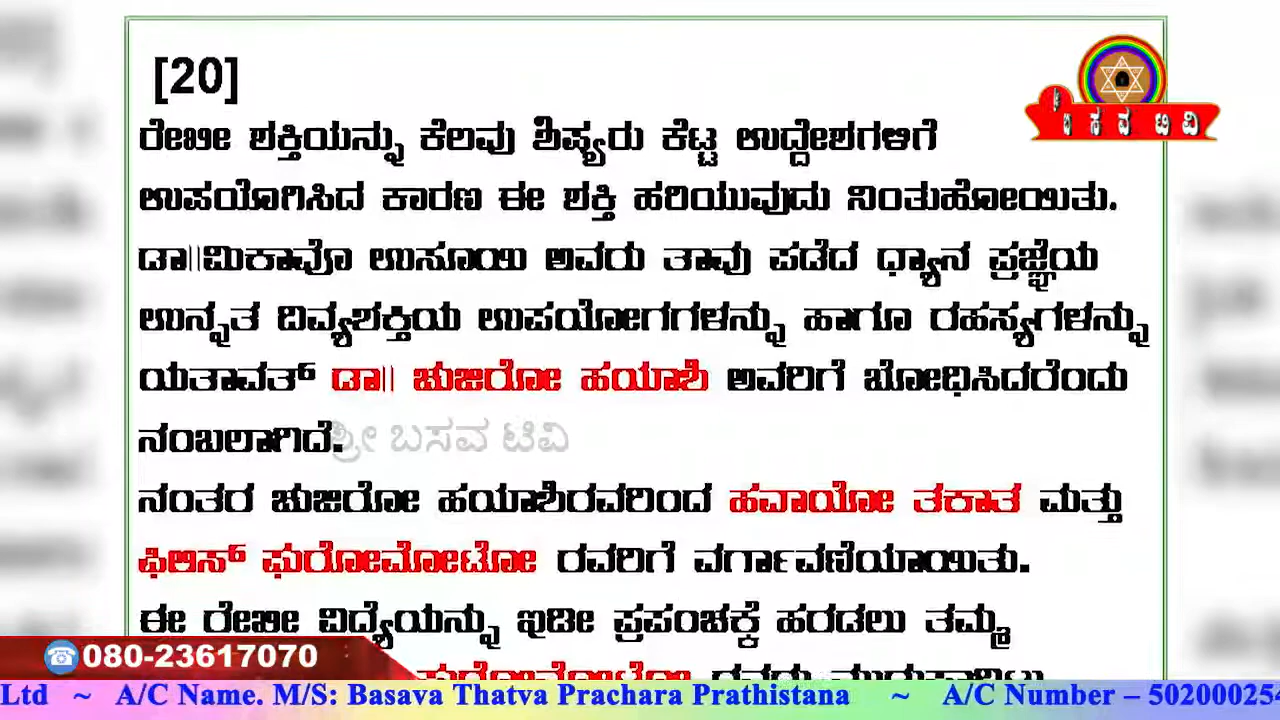 [20]
ರೇಖೀ ಶಕ್ತಿಯನ್ನು ಕೆಲವು ಶಿಷ್ಯರು ಕೆಟ್ಟ ಉದ್ದೇಶಗಳಿಗೆ
ಉಪಯೋಗಿಸಿದ ಕಾರಣ ಈ ಶಕ್ತಿ ಹರಿಯುವುದು ನಿಂತುಹೋಯಿತು.
ಡಾ||ಮಿಕಾವೊ ಉಸೂಯಿ ಅವರು ತಾವು ಪಡೆದ ಧ್ಯಾನ ಪ್ರಜ್ಞೆಯ
ಉನ್ನತ ದಿವ್ಯಶಕ್ತಿಯ ಉಪಯೋಗಗಳನ್ನು ಹಾಗೂ ರಹಸ್ಯಗಳನ್ನು
ಯತಾವತ್ ಡಾ|| ಚುಜಿರೋ ಹಯಾಶಿ ಅವರಿಗೆ ಬೋಧಿಸಿದರೆಂದು
ನಂಬಲಾಗಿದೆ.
ಶ್ರೀ ಬಸವ ಟಿವಿ
ನಂತರ ಚುಜಿರೋ ಹಯಾಶಿರವರಿಂದ ಹವಾಯೋ ತಕಾತ ಮತ್ತು
ಫಿಲಿಸ್ ಫುರೋಮೋಟೋ ರವರಿಗೆ ವರ್ಗಾವಣೆಯಾಯಿತು.
ಈ ರೇಖೀ ವಿದ್ಯೆಯನ್ನು ಇಡೀ ಪ್ರಪಂಚಕ್ಕೆ ಹರಡಲು ತಮ್ಮ
080-23617070
Ltd ~ A/C Name. M/S: Basava Thatva Prachara Prathistana ~ A/C Number – 50200025